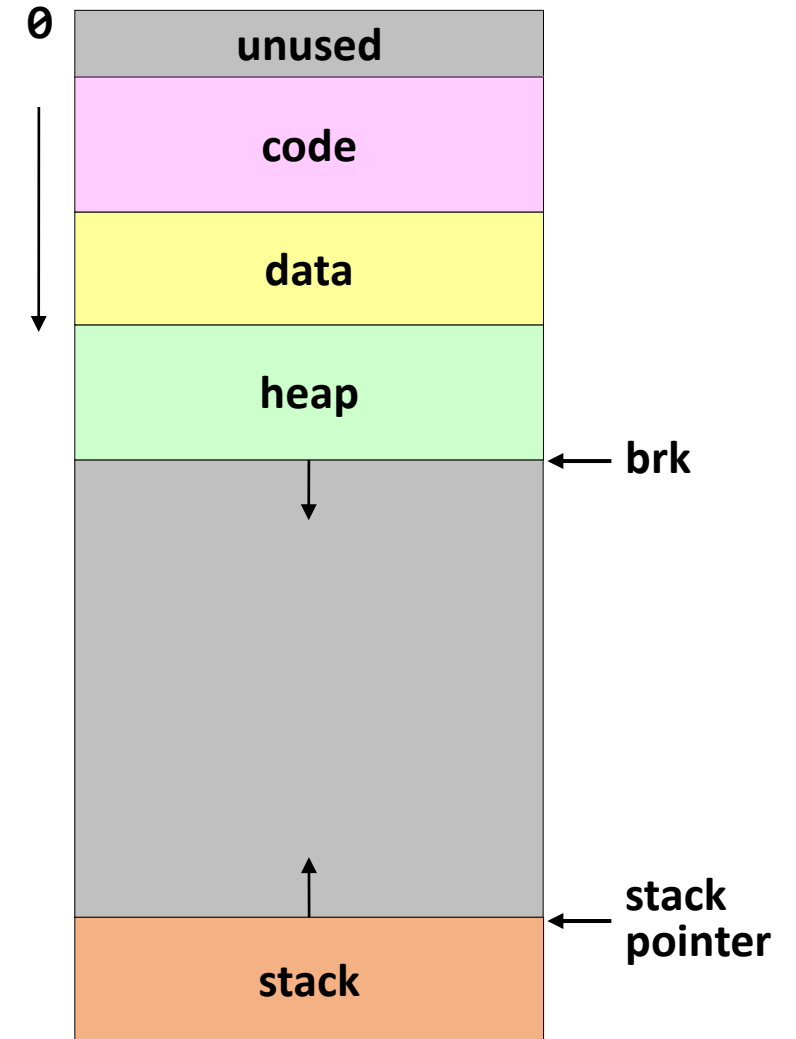 0
unused
code
data
heap
brk
stack
pointer
stack